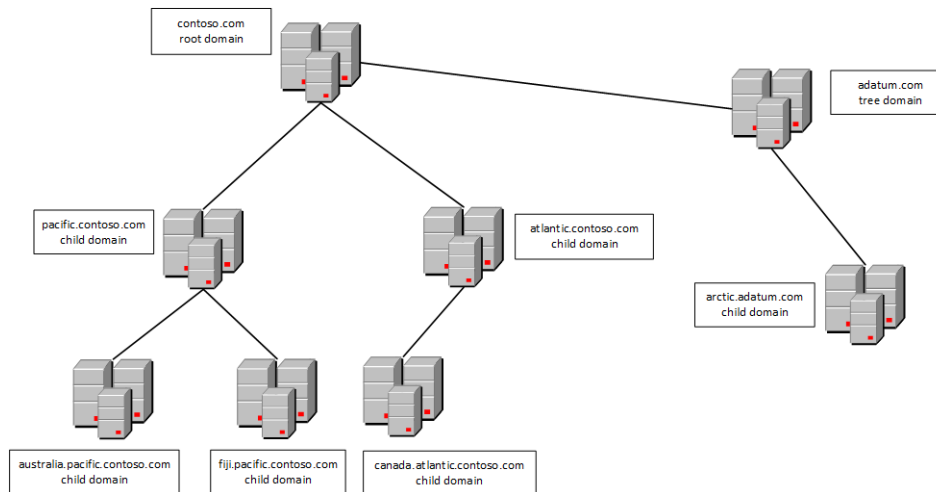 contoso.com
root domain
adatum.com
tree domain
pacific.contoso.com
child domain
atlantic.contoso.com
child domain
arctic.adatum.com
child domain
australia.pacific.contoso.com
child domain
fiji.pacific.contoso.com
child domain
canada.atlantic.contoso.com
child domain